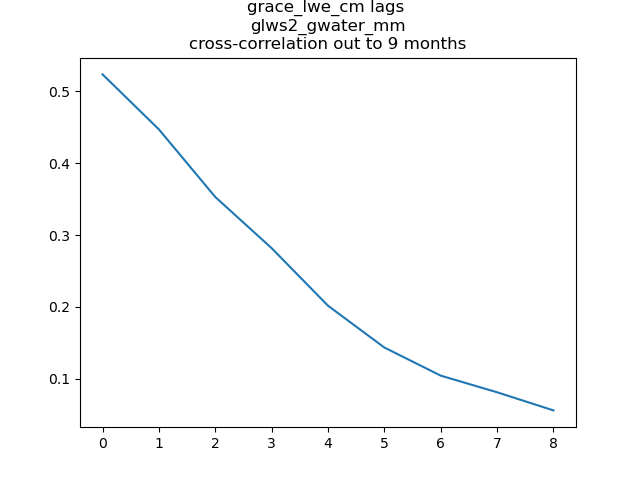 grace_lwe_cm lags
glws2_gwater_mm
cross-correlation out to 9 months
0.5
0.4
0.3
0.2
0.1
0 1 2 3 4 5 6 7 8